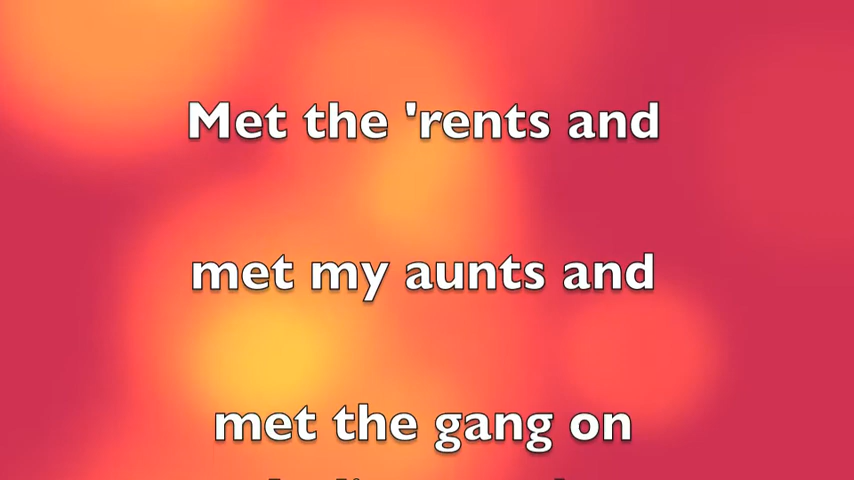 Met the 'rents and
met my aunts and
met the gang on